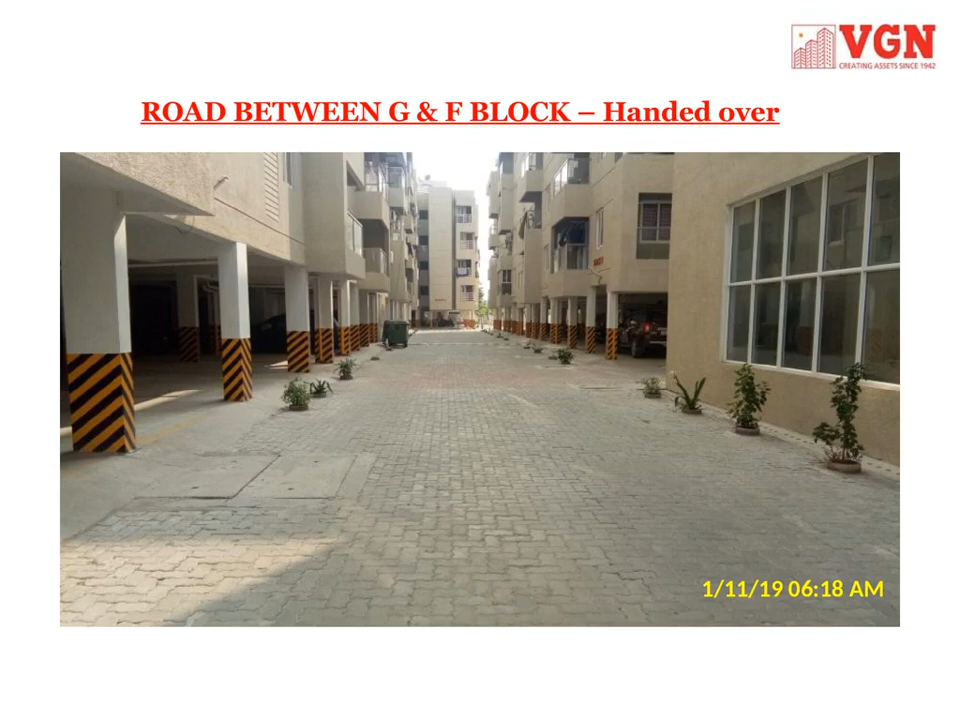 VGN
CREATING ASSETS SINCE 1942
ROAD BETWEEN G & F BLOCK – Handed over
1/11/19 06:18 AM